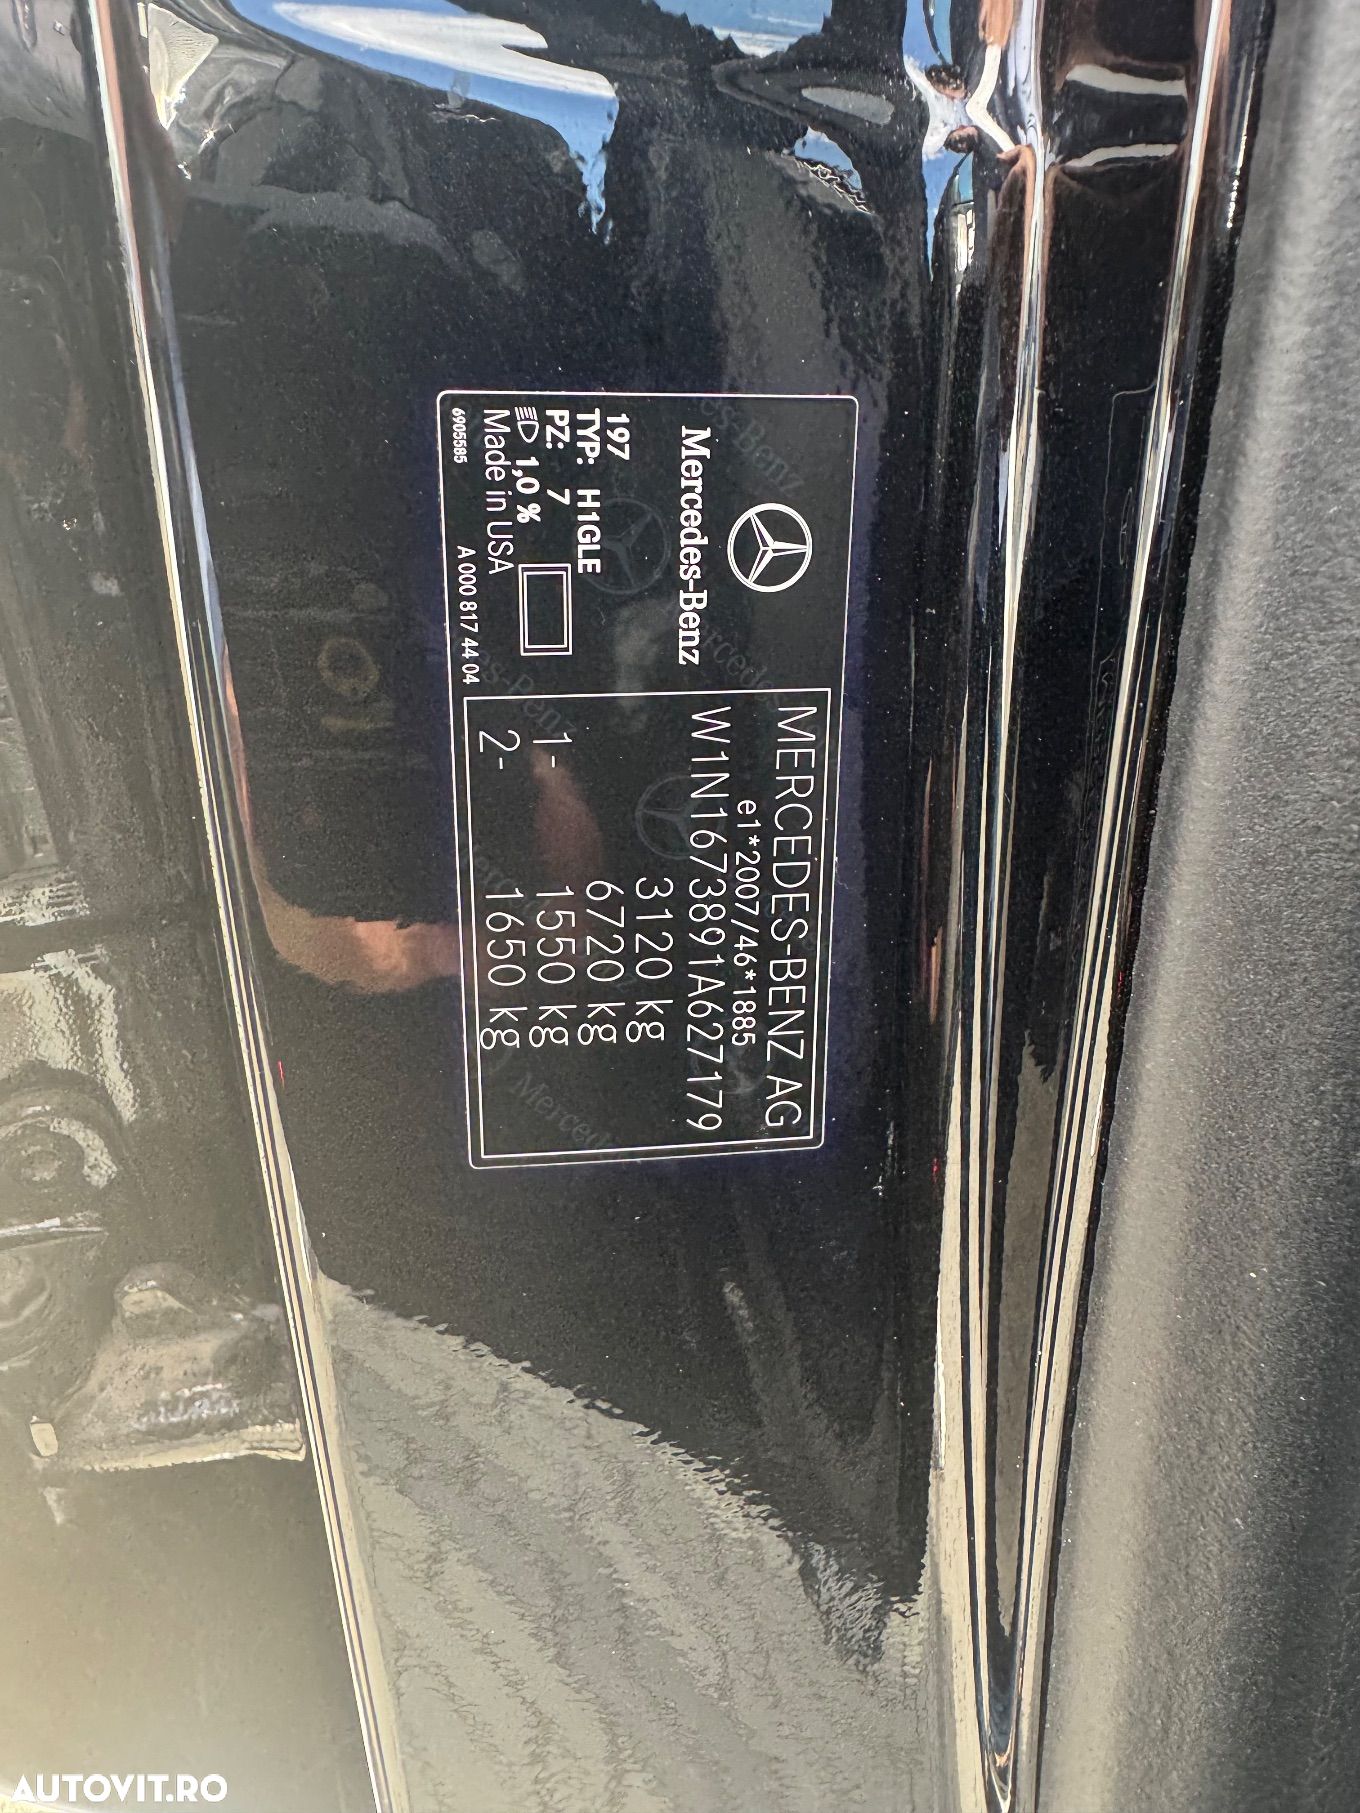 Mercedes-Benz
197
TYP: H1GLE
PZ: 7
1,0 %
Made in USA
6905585
A 000 817 44 04
MERCEDES-BENZ AG
e1*2007/46*1885
W1N1673891A627179
3120 kg
6720 kg
1- 1550 kg
2- 1650 kg
AUTOVIT.RO